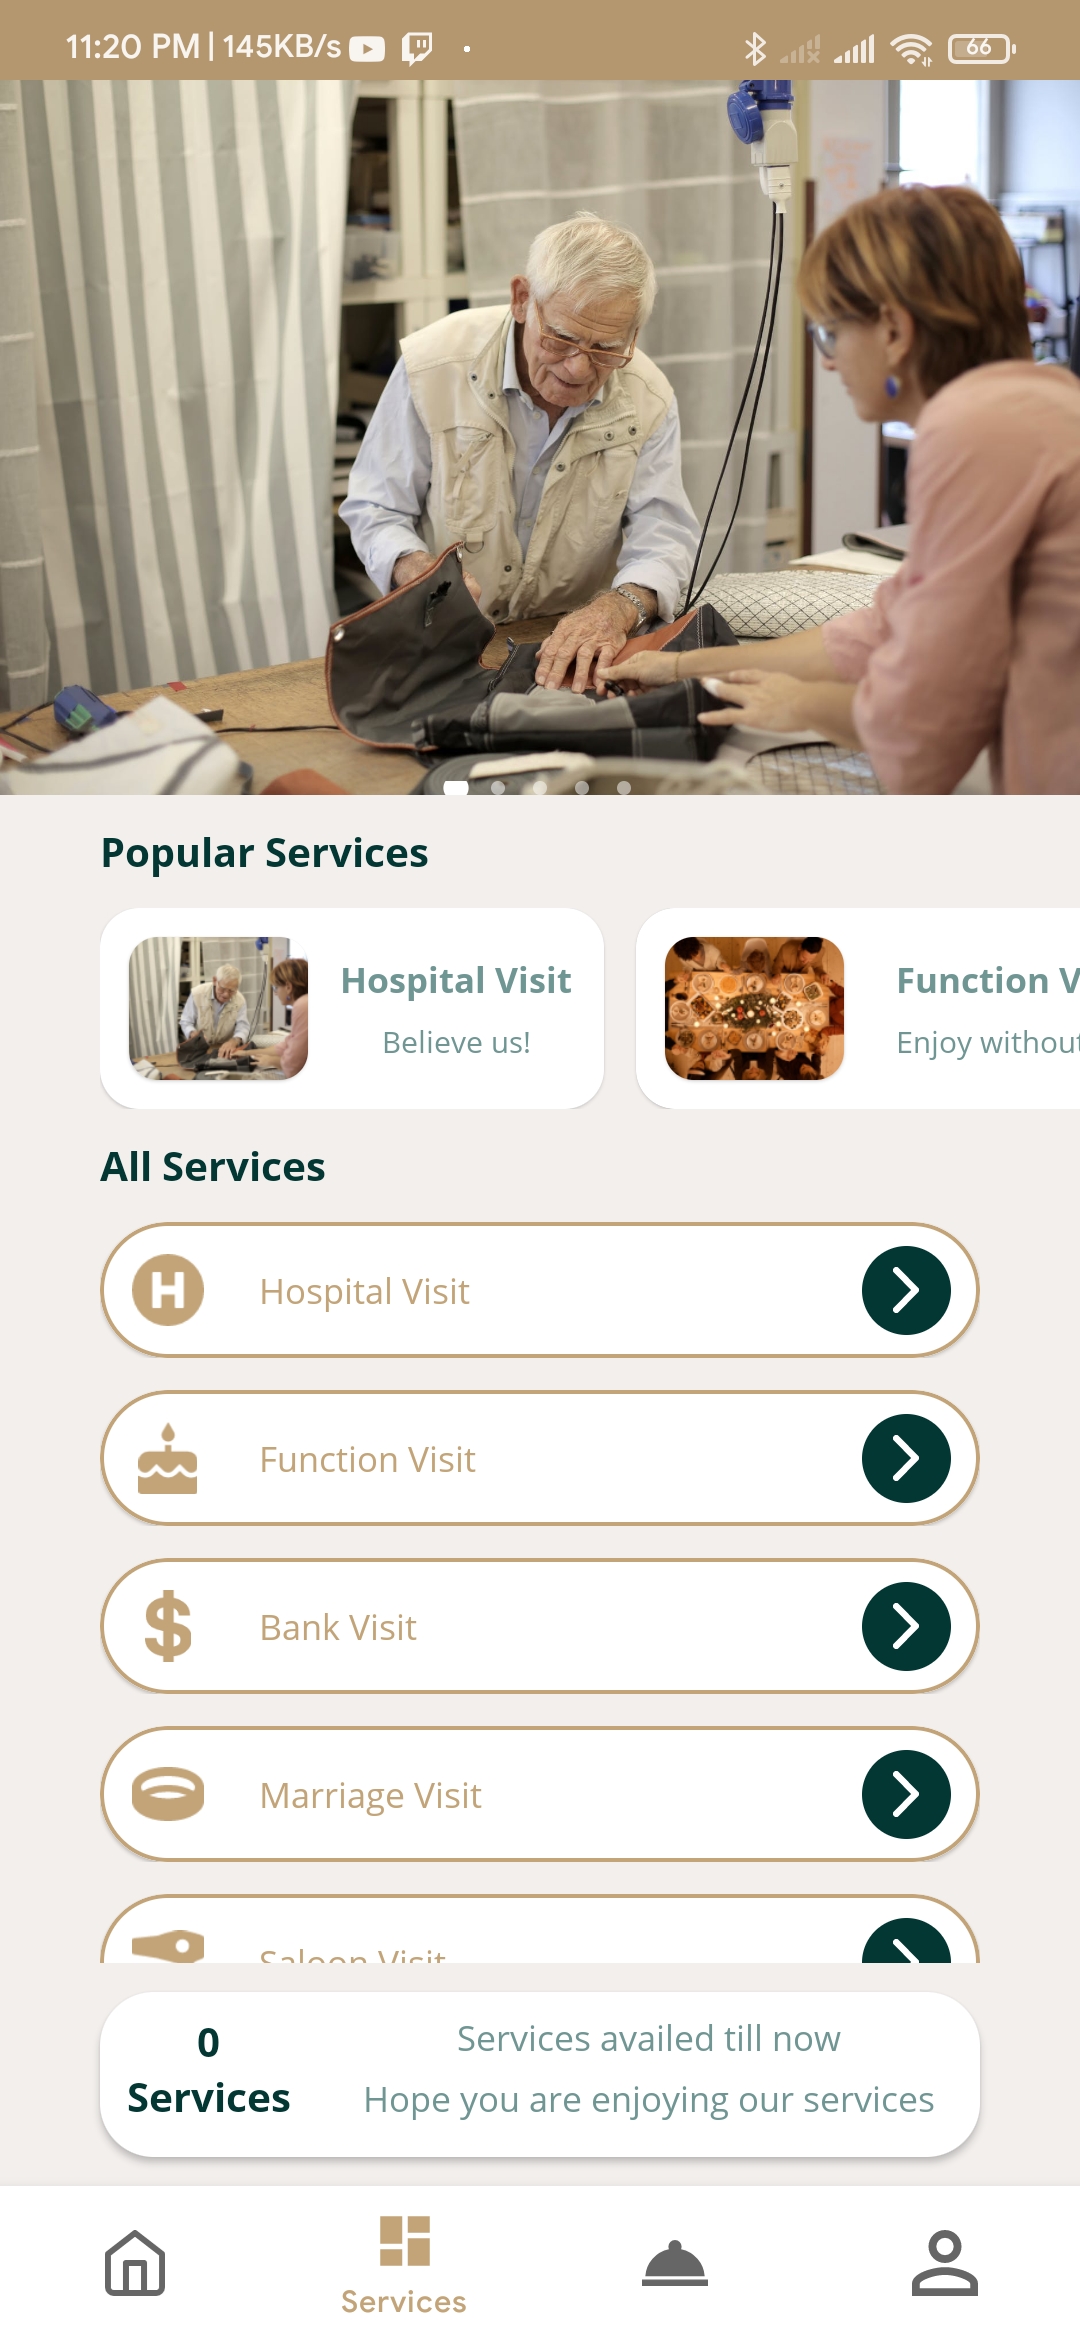 11:20 PM | 145KB/s
66
Popular Services
Hospital Visit
Believe us!
Function V
Enjoy without
All Services
H
Hospital Visit
Function Visit
$
Bank Visit
Marriage Visit
Saloon Visit
0
Services
Services availed till now
Hope you are enjoying our services
Services